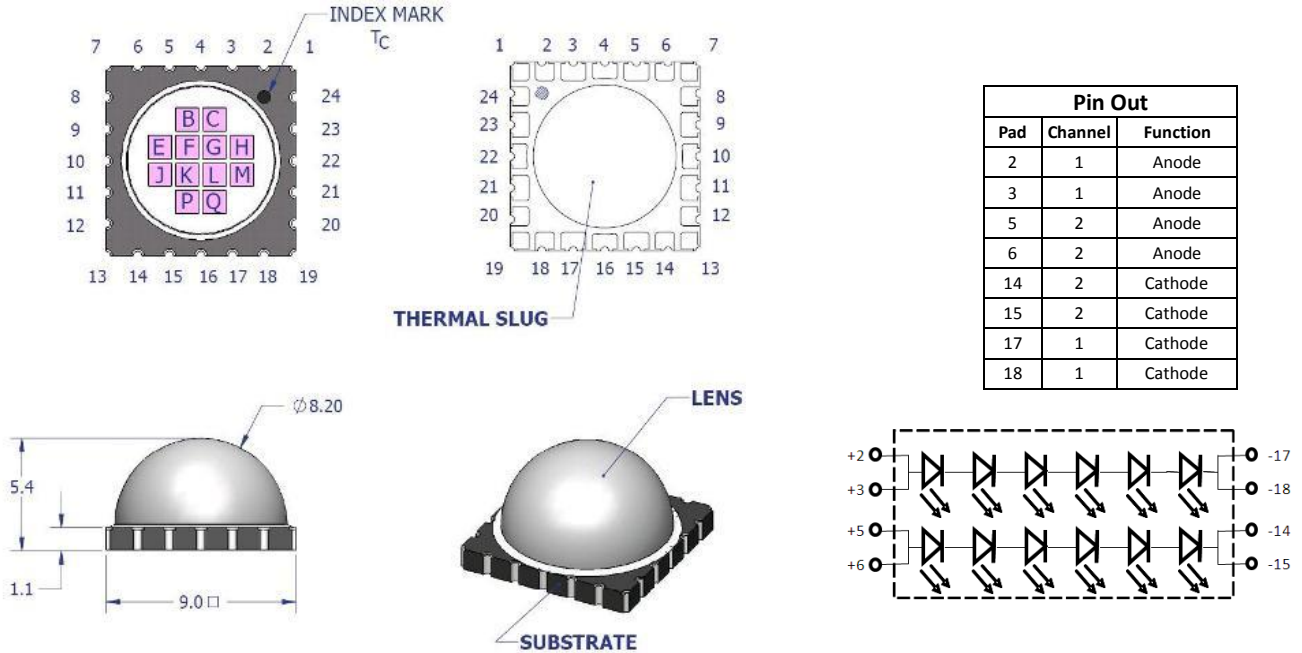 INDEX MARK
TC
7 6 5 4 3 2 1
8 24
9 23
10 22
11 21
12 20
13 14 15 16 17 18 19
B C
E F G H
J K L M
P Q
1 2 3 4 5 6 7
24 8
23 9
22 10
21 11
20 12
19 18 17 16 15 14 13
THERMAL SLUG
Pin Out
Pad Channel Function
2 1 Anode
3 1 Anode
5 2 Anode
6 2 Anode
14 2 Cathode
15 2 Cathode
17 1 Cathode
18 1 Cathode
∅8.20
5.4
1.1
9.0 □
LENS
SUBSTRATE
+2 -17
+3 -18
+5 -14
+6 -15